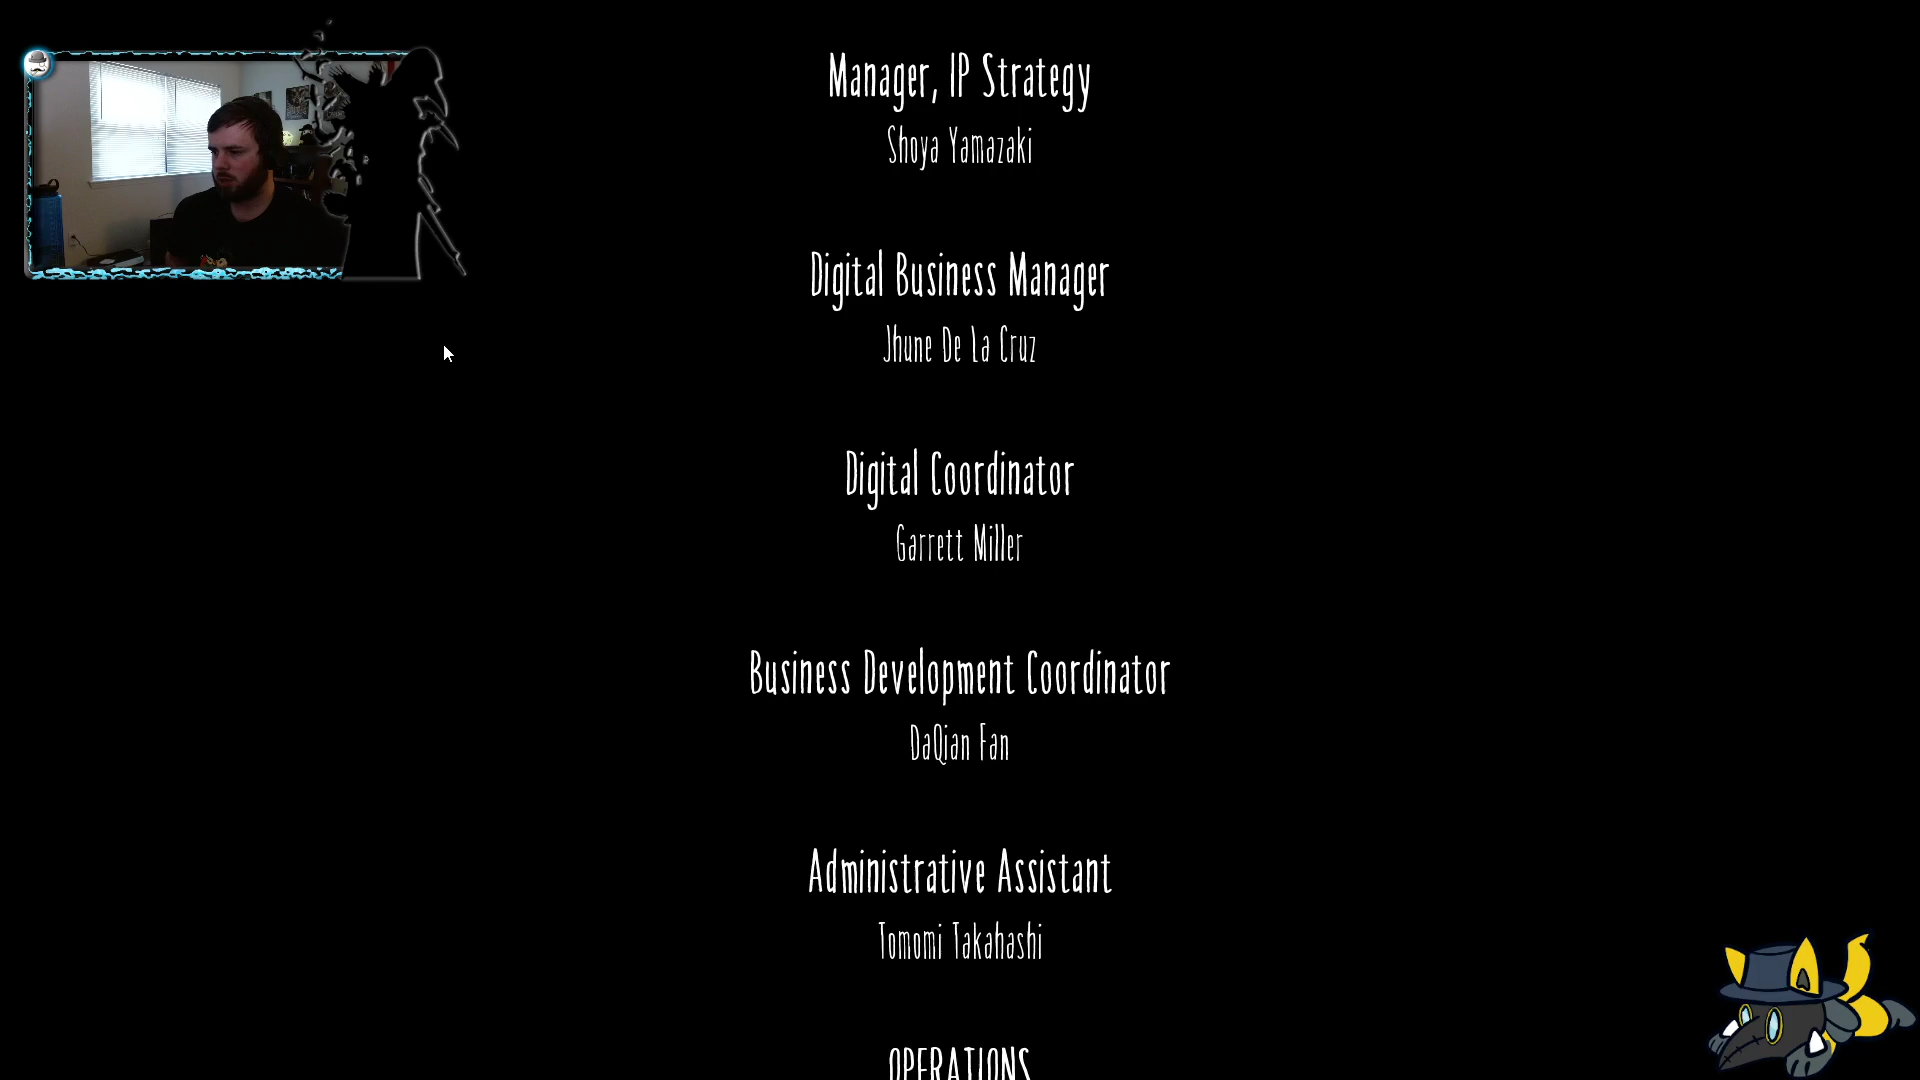 Manager, IP Strategy
Shoya Yamazaki
Digital Business Manager
Jhune De La Cruz
Digital Coordinator
Garrett Miller
Business Development Coordinator
DaQian Fan
Administrative Assistant
Tomomi Takahashi
OPERATIONS